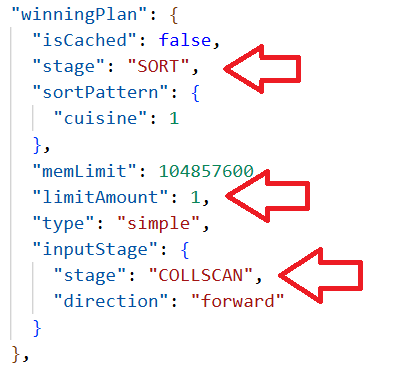 "winningPlan": {
"isCached": false,
"stage": "SORT",
"sortPattern": {
"cuisine": 1
},
"memLimit": 104857600
"limitAmount": 1,
"type": "simple",
"inputStage": {
"stage": "COLLSCAN",
"direction": "forward"
}
},